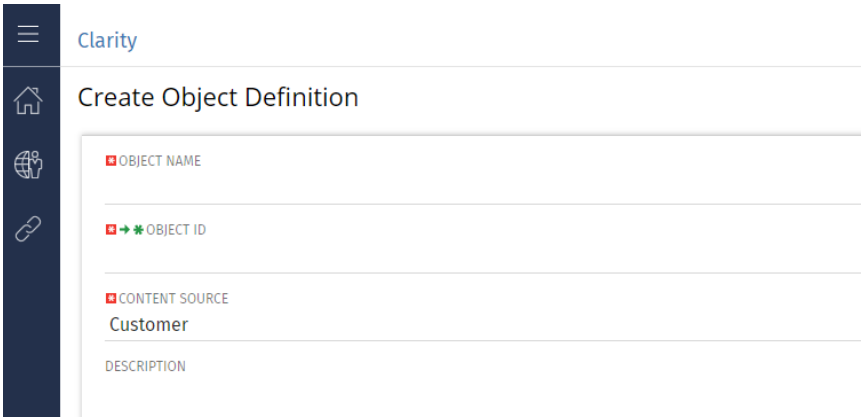 Clarity
Create Object Definition
OBJECT NAME
OBJECT ID
CONTENT SOURCE
Customer
DESCRIPTION